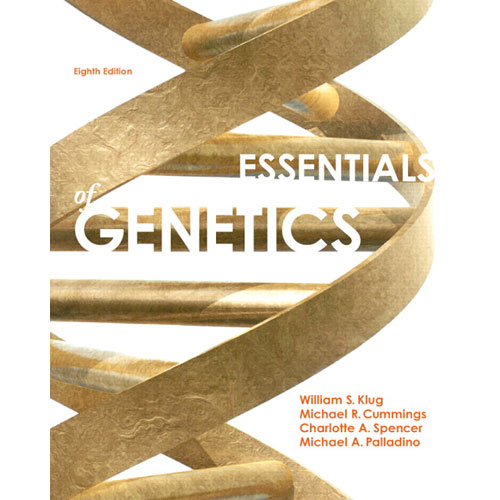 Eighth Edition
ESSENTIALS
of
GENETICS
William S. Klug
Michael R. Cummings
Charlotte A. Spencer
Michael A. Palladino